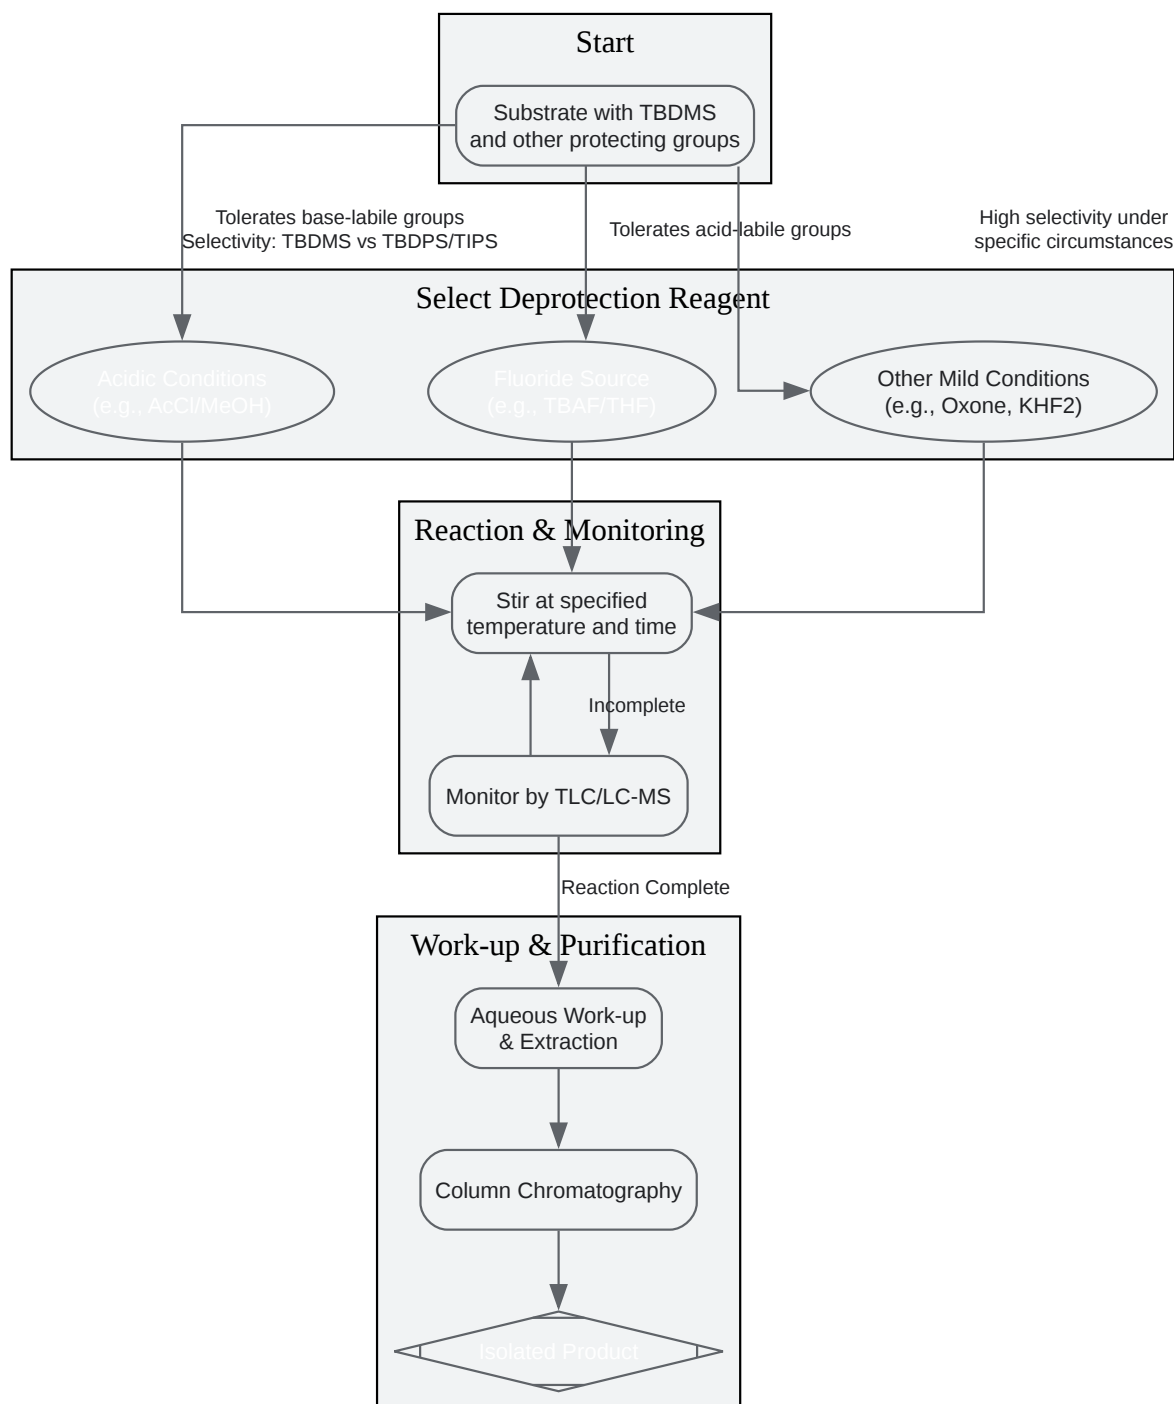 Start
Substrate with TBDMS
and other protecting groups
Tolerates base-labile groups
Selectivity: TBDMS vs TBDPS/TIPS
Tolerates acid-labile groups
High selectivity under
specific circumstances
Select Deprotection Reagent
Acidic Conditions
(e.g., AcCl/MeOH)
Fluoride Source
(e.g., TBAF/THF)
Other Mild Conditions
(e.g., Oxone, KHF2)
Reaction & Monitoring
Stir at specified
temperature and time
Incomplete
Monitor by TLC/LC-MS
Reaction Complete
Work-up & Purification
Aqueous Work-up
& Extraction
Column Chromatography
Isolated Product